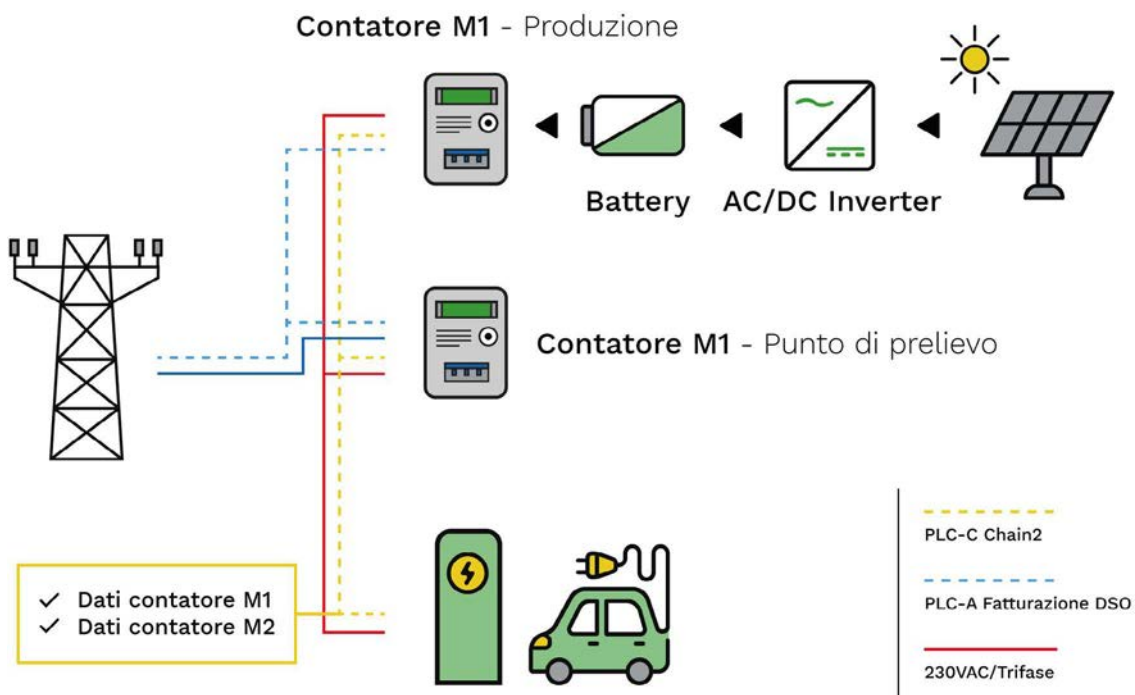 Contatore M1 - Produzione
Battery
AC/DC Inverter
Contatore M1 - Punto di prelievo
✓ Dati contatore M1
✓ Dati contatore M2
PLC-C Chain2
PLC-A Fatturazione DSO
230VAC/Trifase